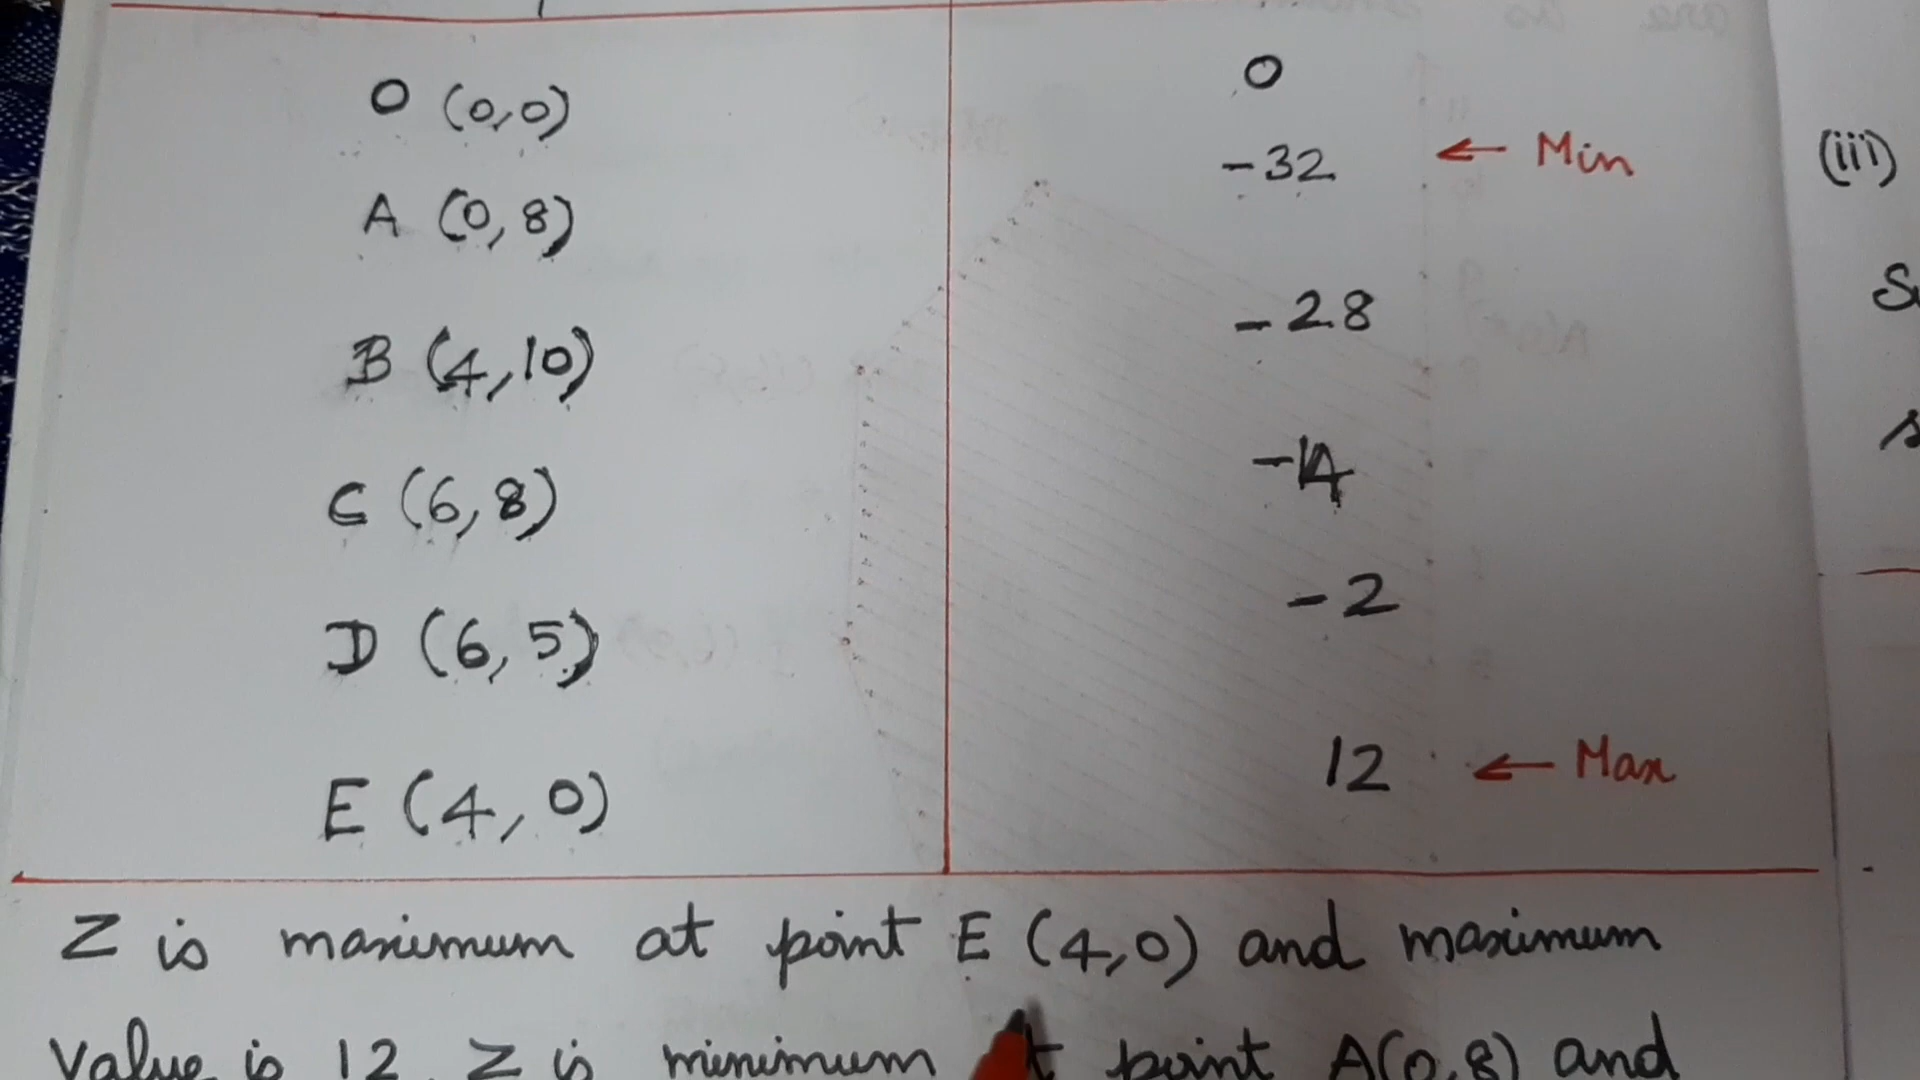 O (0,0) 0
A (0,8) -32 ← Min
B (4,10) -28
C (6,8) -14
D (6,5) -2
E (4,0) 12 ← Max
Z is maximum at point E (4,0) and maximum
Value is 12. Z is minimum point A(0,8) and
(iii)